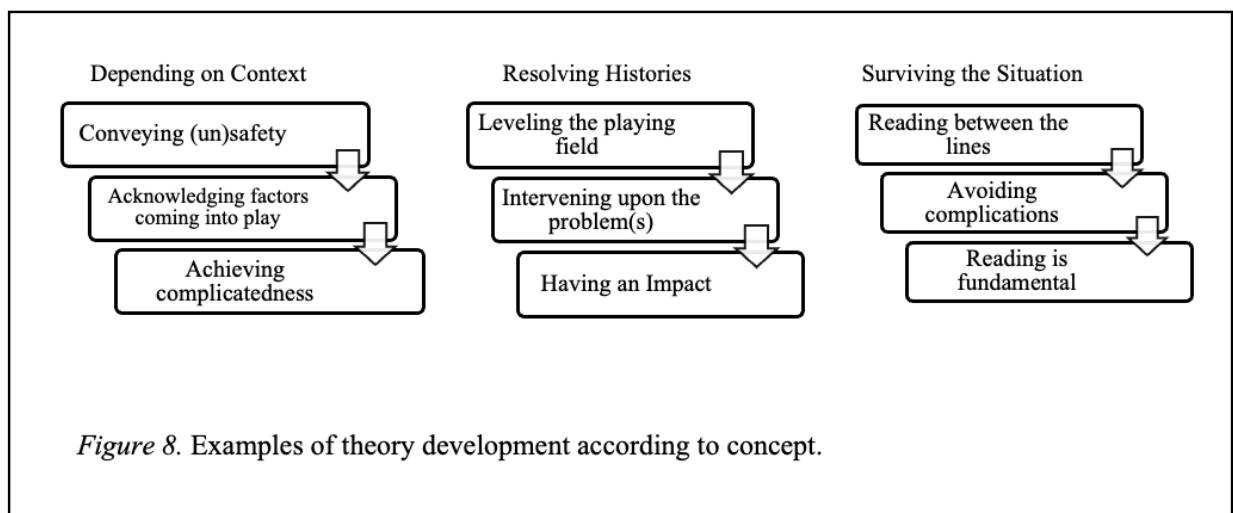 Depending on Context
Conveying (un)safety
Acknowledging factors
coming into play
Achieving
complicatedness
Resolving Histories
Leveling the playing
field
Intervening upon the
problem(s)
Having an Impact
Surviving the Situation
Reading between the
lines
Avoiding
complications
Reading is
fundamental
Figure 8. Examples of theory development according to concept.